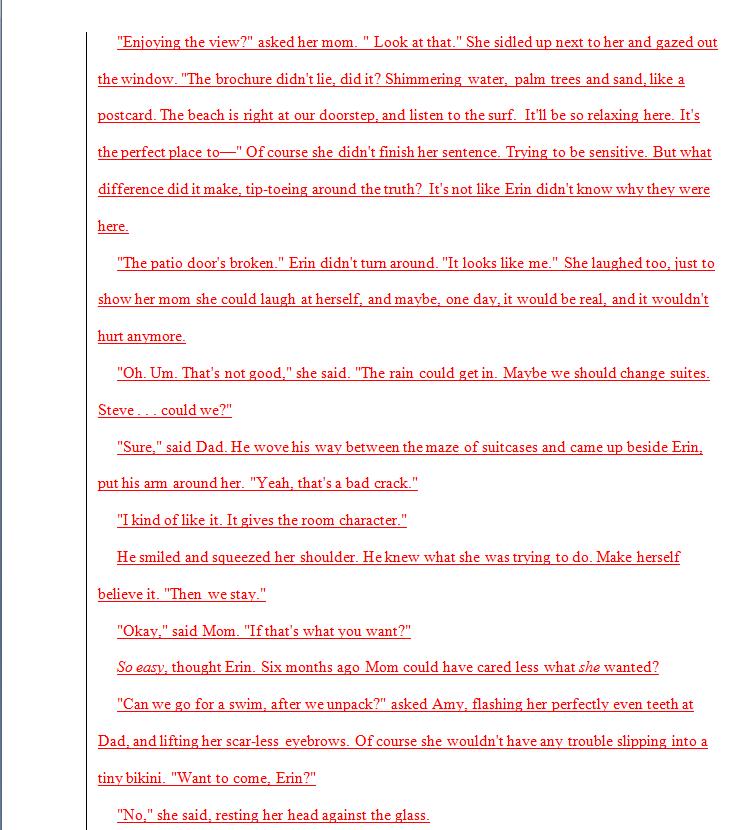 "Enjoying the view?" asked her mom. " Look at that." She sidled up next to her and gazed out
the window. "The brochure didn't lie, did it? Shimmering water, palm trees and sand, like a
postcard. The beach is right at our doorstep, and listen to the surf. It'll be so relaxing here. It's
the perfect place to—" Of course she didn't finish her sentence. Trying to be sensitive. But what
difference did it make, tip-toeing around the truth? It's not like Erin didn't know why they were
here.
"The patio door's broken." Erin didn't turn around. "It looks like me." She laughed too, just to
show her mom she could laugh at herself, and maybe, one day, it would be real, and it wouldn't
hurt anymore.
"Oh. Um. That's not good," she said. "The rain could get in. Maybe we should change suites.
Steve . . . could we?"
"Sure," said Dad. He wove his way between the maze of suitcases and came up beside Erin,
put his arm around her. "Yeah, that's a bad crack."
"I kind of like it. It gives the room character."
He smiled and squeezed her shoulder. He knew what she was trying to do. Make herself
believe it. "Then we stay."
"Okay," said Mom. "If that's what you want?"
So easy, thought Erin. Six months ago Mom could have cared less what she wanted?
"Can we go for a swim, after we unpack?" asked Amy, flashing her perfectly even teeth at
Dad, and lifting her scar-less eyebrows. Of course she wouldn't have any trouble slipping into a
tiny bikini. "Want to come, Erin?"
"No," she said, resting her head against the glass.